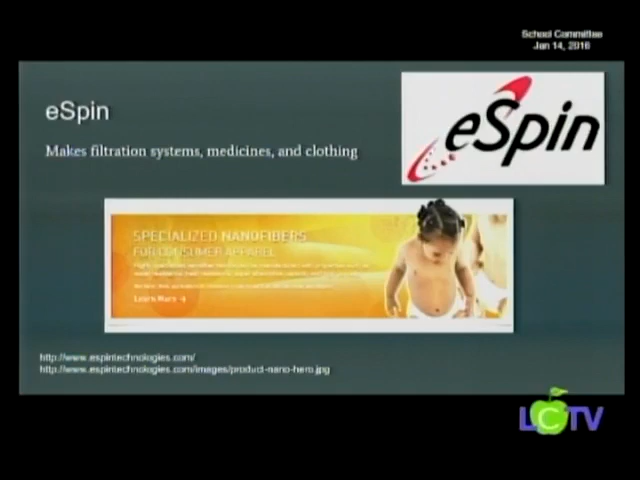 School Committee
Jan 14, 2016
eSpin
eSpin
Makes filtration systems, medicines, and clothing
SPECIALIZED NANOFIBERS
FOR CONSUMER APPAREL
Learn More
http://www.espintechnologies.com/
http://www.espintechnologies.com/images/product-nano-hero.jpg
LCTV